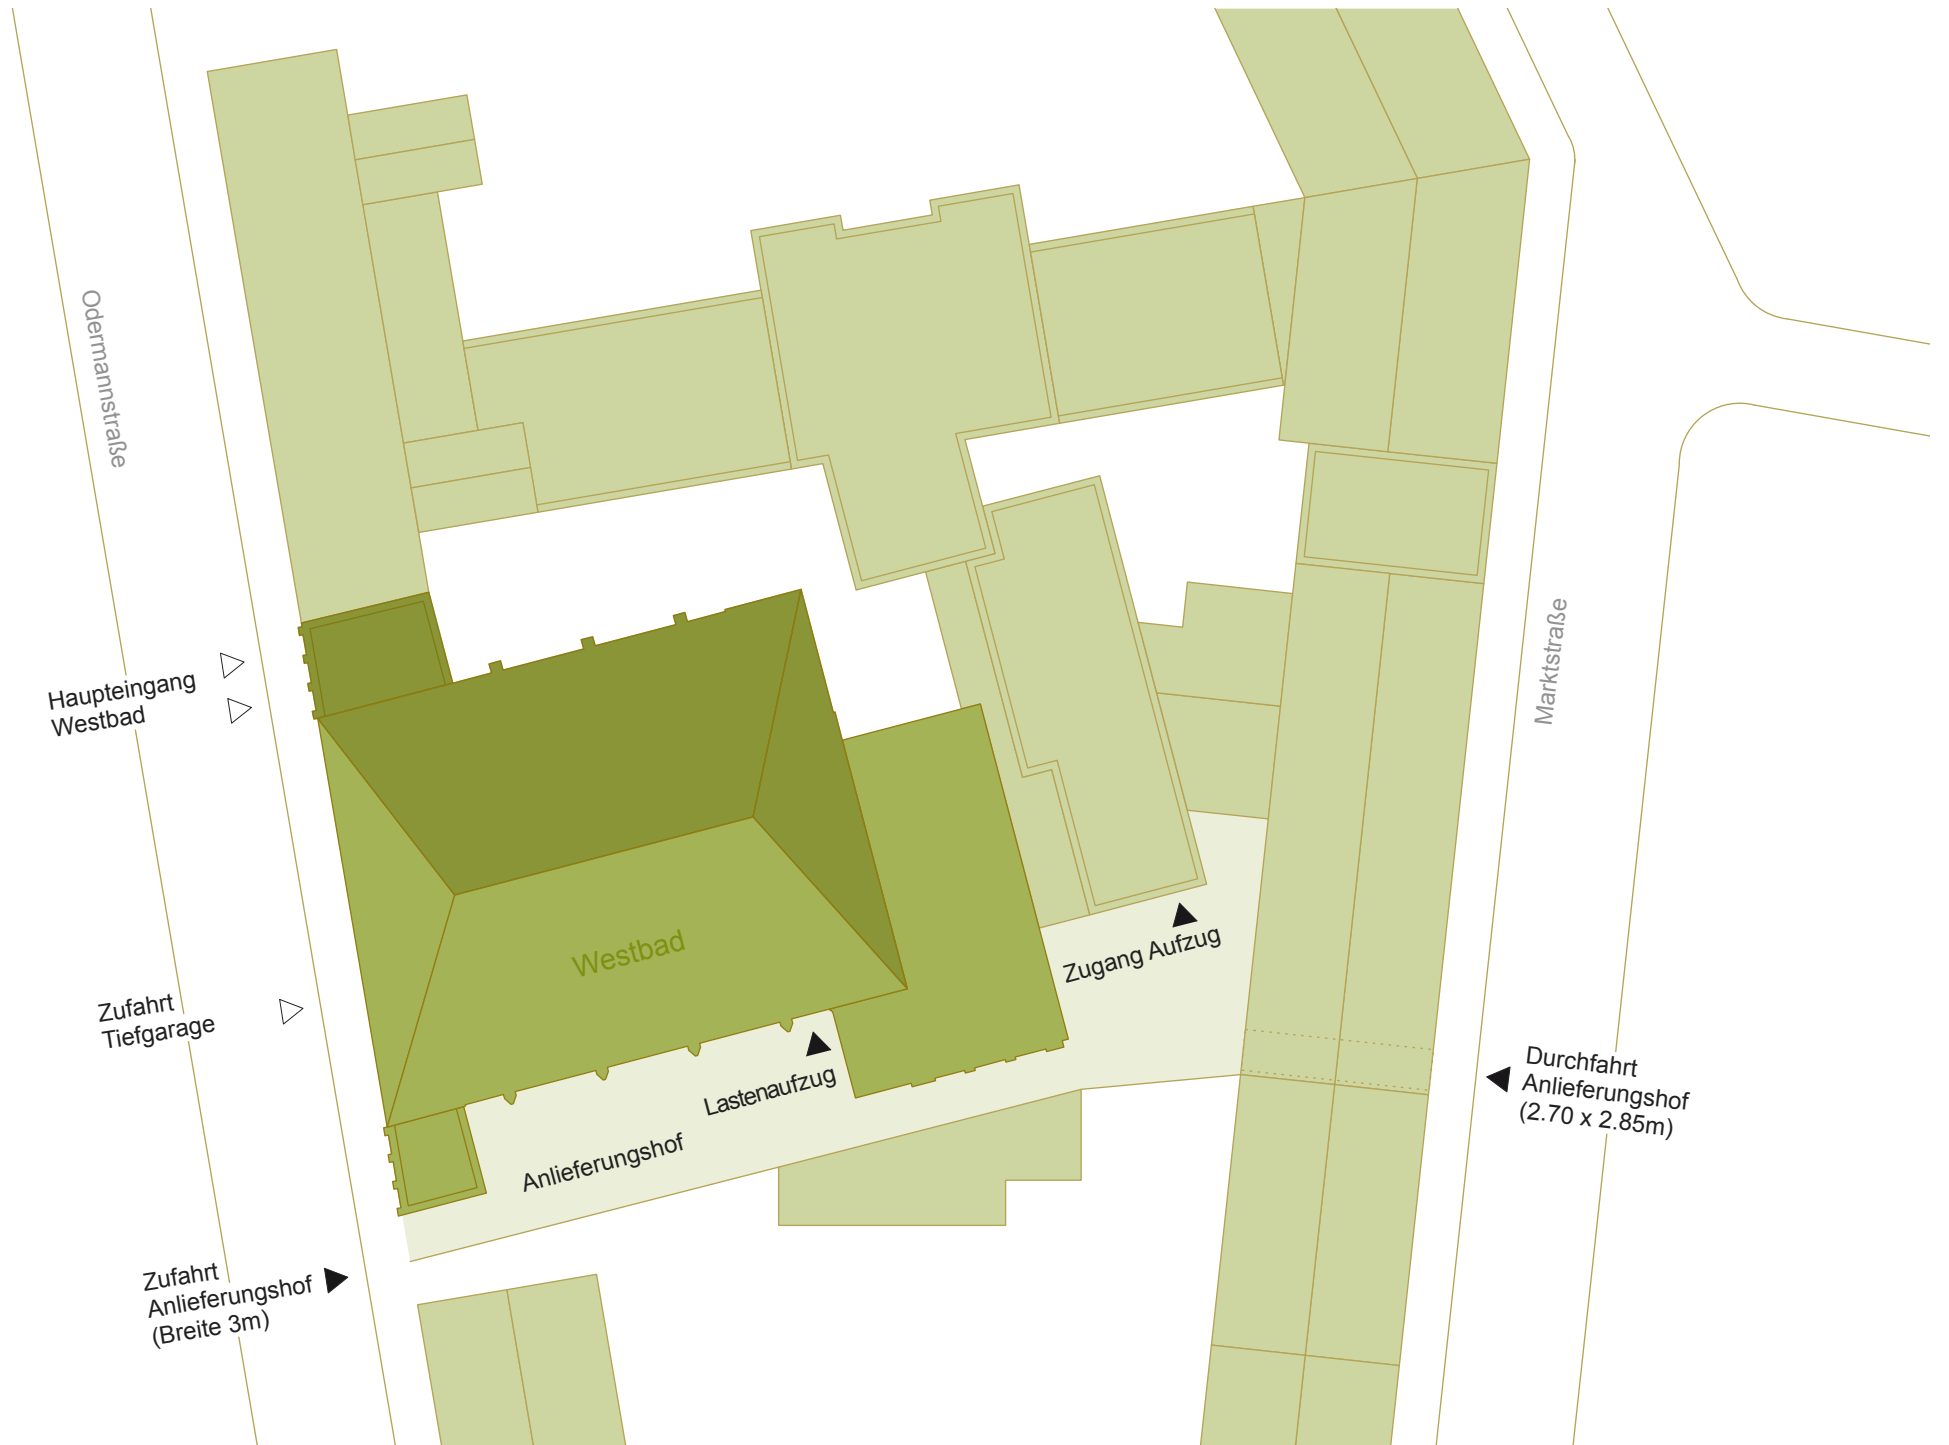 Odermannstraße
Haupteingang
Westbad
Zufahrt
Tiefgarage
Zufahrt
Anlieferungshof
(Breite 3m)
Westbad
Lastenaufzug
Anlieferungshof
Zugang Aufzug
Marktstraße
Durchfahrt
Anlieferungshof
(2.70 x 2.85m)